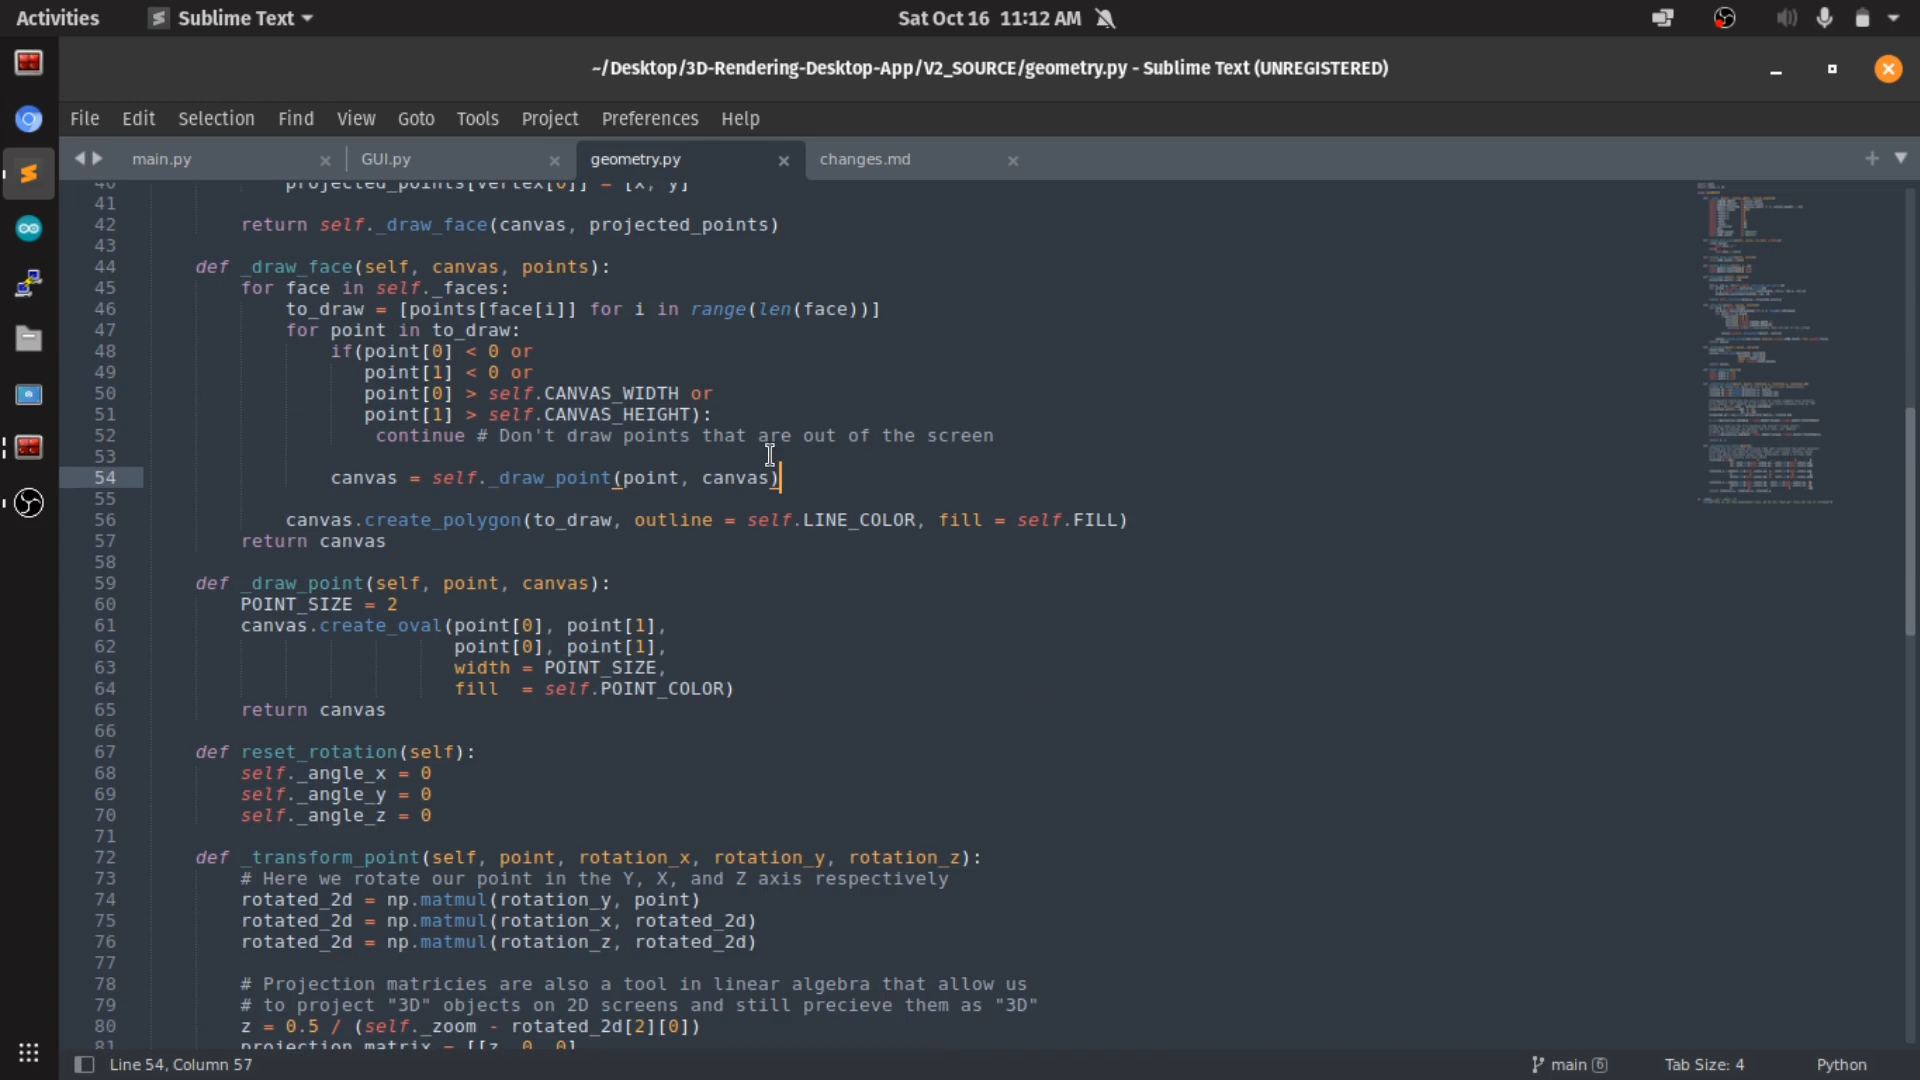 Activities
Sublime Text
Sat Oct 16 11:12 AM
~/Desktop/3D-Rendering-Desktop-App/V2_SOURCE/geometry.py - Sublime Text (UNREGISTERED)
File Edit Selection Find View Goto Tools Project Preferences Help
main.py GUI.py geometry.py changes.md
40 projected_points[vertex[0]] = [x, y]
41
42 return self._draw_face(canvas, projected_points)
43
44 def _draw_face(self, canvas, points):
45 for face in self._faces:
46 to_draw = [points[face[i]] for i in range(len(face))]
47 for point in to_draw:
48 if(point[0] < 0 or
49 point[1] < 0 or
50 point[0] > self.CANVAS_WIDTH or
51 point[1] > self.CANVAS_HEIGHT):
52 continue # Don't draw points that are out of the screen
53
54 canvas = self._draw_point(point, canvas)
55
56 canvas.create_polygon(to_draw, outline = self.LINE_COLOR, fill = self.FILL)
57 return canvas
58
59 def _draw_point(self, point, canvas):
60 POINT_SIZE = 2
61 canvas.create_oval(point[0], point[1],
62 point[0], point[1],
63 width = POINT_SIZE,
64 fill = self.POINT_COLOR)
65 return canvas
66
67 def reset_rotation(self):
68 self._angle_x = 0
69 self._angle_y = 0
70 self._angle_z = 0
71
72 def _transform_point(self, point, rotation_x, rotation_y, rotation_z):
73 # Here we rotate our point in the Y, X, and Z axis respectively
74 rotated_2d = np.matmul(rotation_y, point)
75 rotated_2d = np.matmul(rotation_x, rotated_2d)
76 rotated_2d = np.matmul(rotation_z, rotated_2d)
77
78 # Projection matricies are also a tool in linear algebra that allow us
79 # to project "3D" objects on 2D screens and still precieve them as "3D"
80 z = 0.5 / (self._zoom - rotated_2d[2][0])
81 projection_matrix = [[z, 0, 0],
Line 54, Column 57
main 6
Tab Size: 4
Python